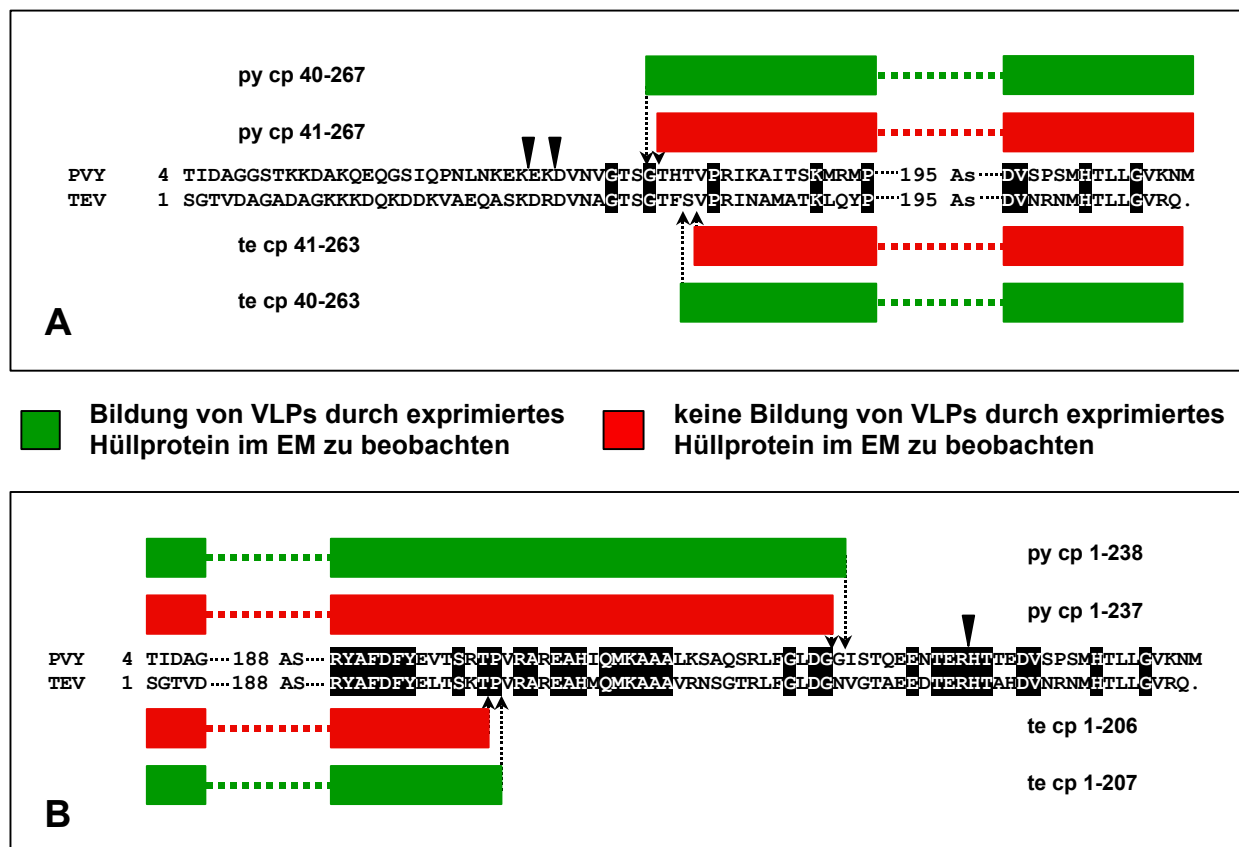 py cp 40-267
py cp 41-267
PVY 4 TIDAGGSTKKDAKQEQGSIQPNLNKEKEKDVNVGTSGTHTVPRIKAITSKMRMP 195 As DVSPSMHTLLGVKNM
TEV 1 SGTVDAGADAGKKKDQKDDKVAEQASKDRDVNAGTSGTFSVPRINAMATKLQYP 195 As DVNRNMHTLLGVRQ.
te cp 41-263
te cp 40-263
A
Bildung von VLPs durch exprimiertes
Hüllprotein im EM zu beobachten
keine Bildung von VLPs durch exprimiertes
Hüllprotein im EM zu beobachten
py cp 1-238
py cp 1-237
PVY 4 TIDAG 188 AS RYAFDFYEVTSRTPVRAREAHIQMKAAALKSAQSRLFGLDGGISTQEENTERHTTEDVSPSMHTLLGVKNM
TEV 1 SGTVD 188 AS RYAFDFYELTSKTPVRAREAHMQMKAAAVRNSGTRLFGLDGNVGTAEEDTERHTAHDVNRNMHTLLGVRQ.
te cp 1-206
te cp 1-207
B